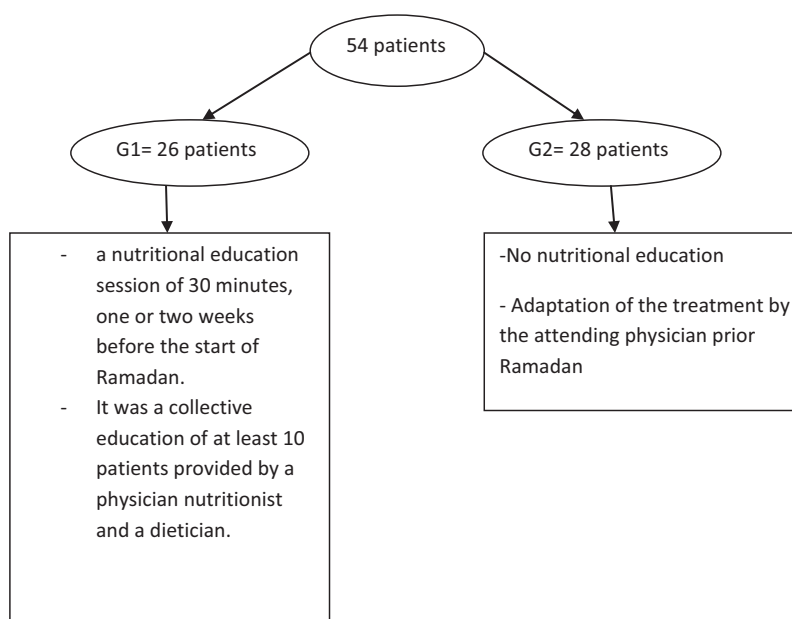 54 patients
G1= 26 patients
G2= 28 patients
- a nutritional education
session of 30 minutes,
one or two weeks
before the start of
Ramadan.
- It was a collective
education of at least 10
patients provided by a
physician nutritionist
and a dietician.
-No nutritional education
- Adaptation of the treatment by
the attending physician prior
Ramadan